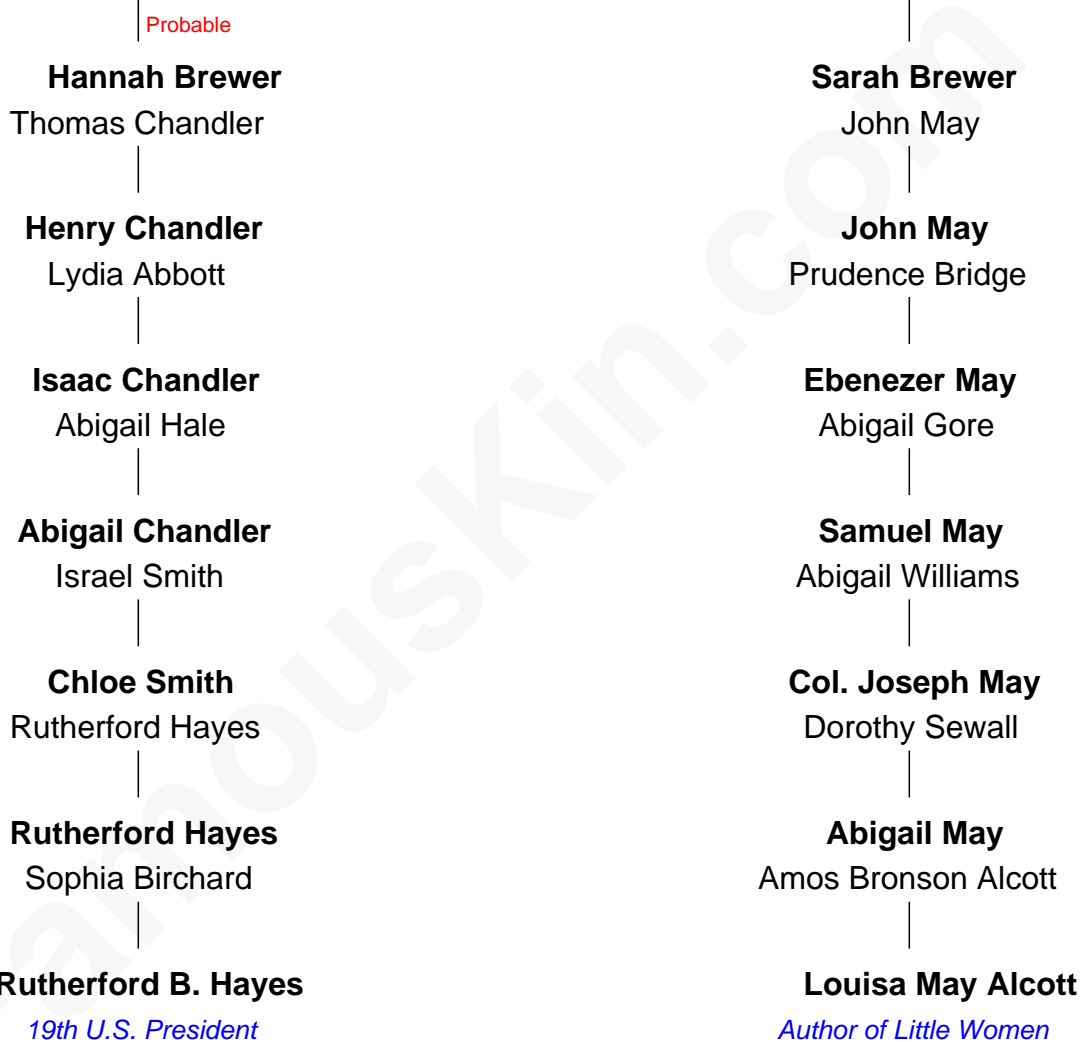 Probable
Hannah Brewer
Thomas Chandler
Henry Chandler
Lydia Abbott
Isaac Chandler
Abigail Hale
Abigail Chandler
Israel Smith
Chloe Smith
Rutherford Hayes
Rutherford Hayes
Sophia Birchard
Rutherford B. Hayes
19th U.S. President
Sarah Brewer
John May
John May
Prudence Bridge
Ebenezer May
Abigail Gore
Samuel May
Abigail Williams
Col. Joseph May
Dorothy Sewall
Abigail May
Amos Bronson Alcott
Louisa May Alcott
Author of Little Women
amouskin.com